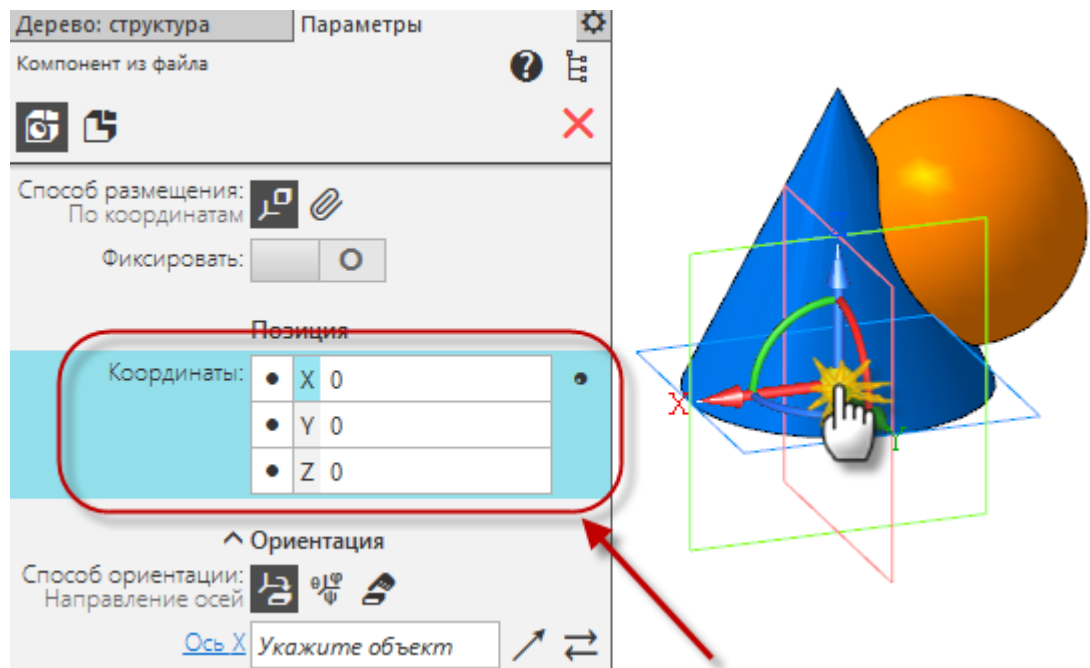 Дерево: структура
Параметры
Компонент из файла
Способ размещения:
По координатам
Фиксировать:
Позиция
Координаты:
X 0
Y 0
Z 0
Ориентация
Способ ориентации:
Направление осей
Ось X
Укажите объект
Z
X
Y